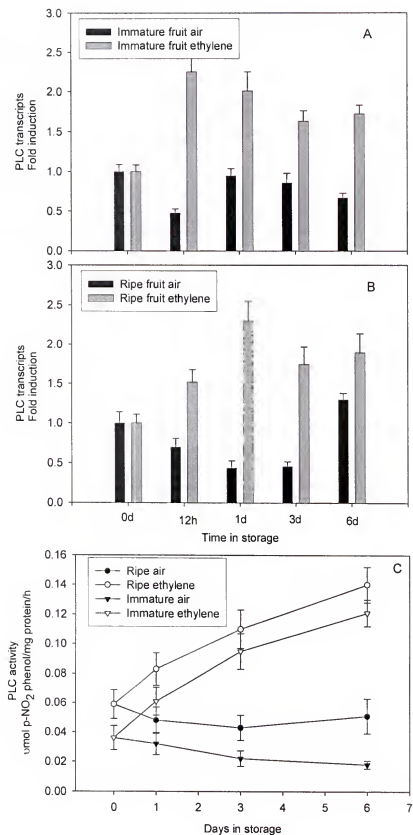 3.0
2.5
2.0
1.5
1.0
0.5
0.0
PLC transcripts
Fold induction
Immature fruit air
Immature fruit ethylene
A
3.0
2.5
2.0
1.5
1.0
0.5
0.0
PLC transcripts
Fold induction
Ripe fruit air
Ripe fruit ethylene
B
0d 12h 1d 3d 6d
Time in storage
0.16
0.14
0.12
0.10
0.08
0.06
0.04
0.02
0.00
PLC activity
υmol p-NO2 phenol/mg protein/h
Ripe air
Ripe ethylene
Immature air
Immature ethylene
C
0 1 2 3 4 5 6 7
Days in storage